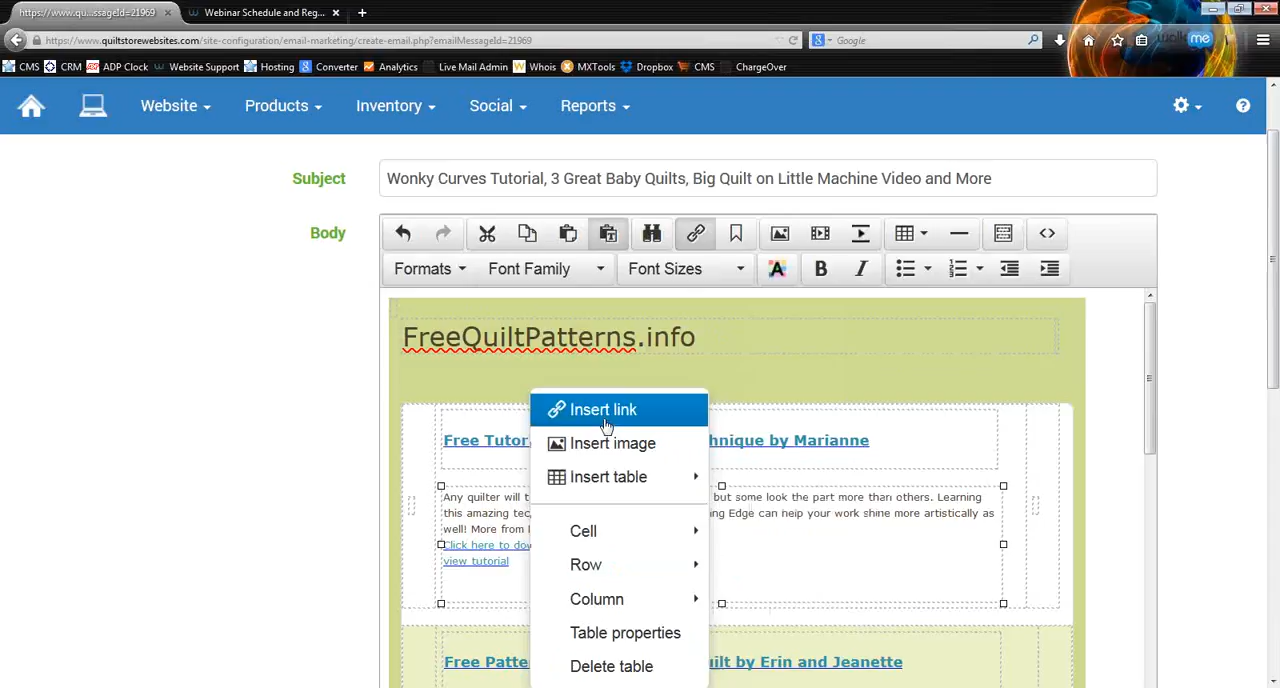 https://www.qu...ssageId=21969
Webinar Schedule and Reg...
https://www.quiltstorewebsites.com/site-configuration/email-marketing/create-email.php?emailMessageId=21969
Google
walkme
CMS CRM ADP Clock Website Support Hosting Converter Analytics Live Mail Admin Whois MXTools Dropbox CMS ChargeOver
Website Products Inventory Social Reports
Subject
Wonky Curves Tutorial, 3 Great Baby Quilts, Big Quilt on Little Machine Video and More
Body
Formats Font Family Font Sizes A B I
FreeQuiltPatterns.info
Insert link
Insert image
Insert table
Cell
Row
Column
Table properties
Delete table
Free Tutor hnique by Marianne
Any quilter will t but some look the part more than others. Learning
this amazing tec ng Edge can help your work shine more artistically as
well! More from
Click here to do
view tutorial
Free Patte ilt by Erin and Jeanette